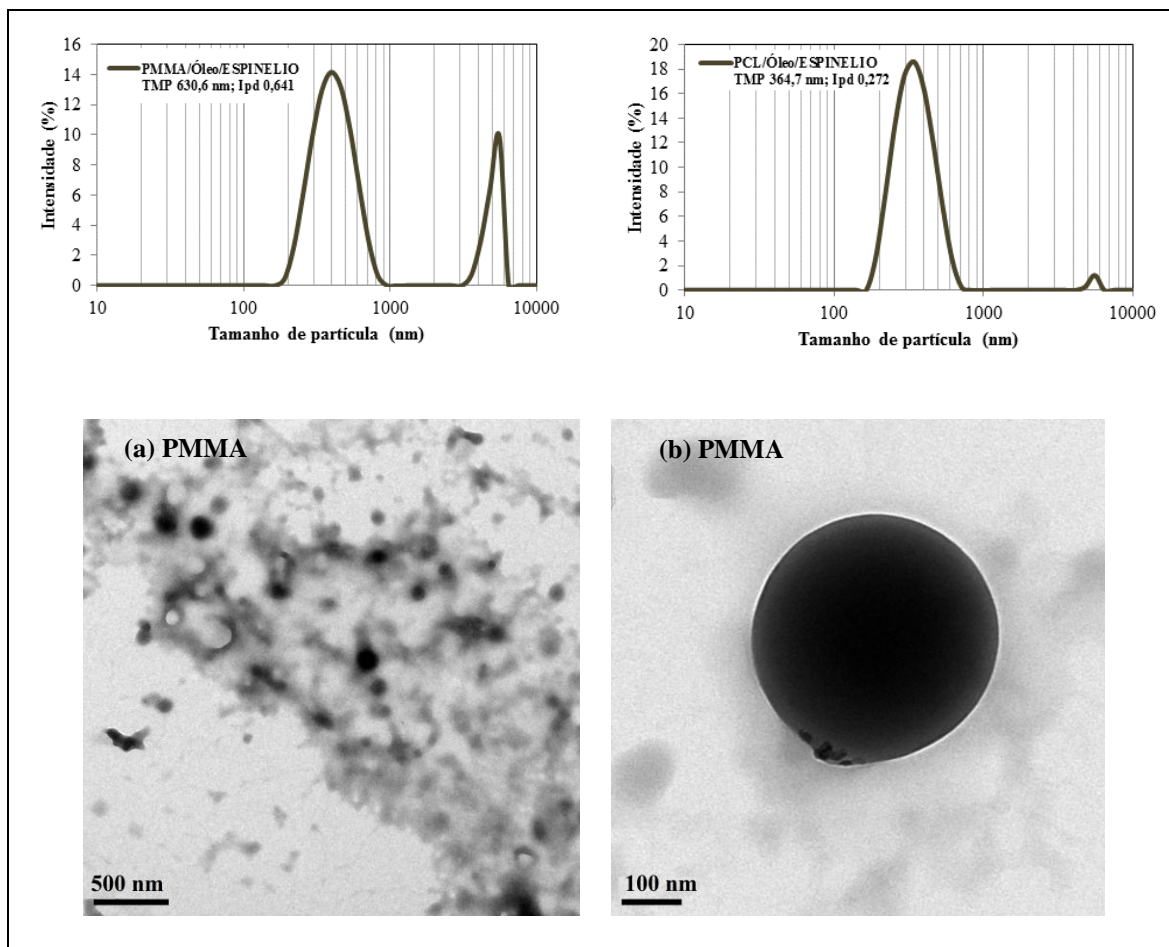 16
14
12
10
8
6
4
2
0
Intensidade (%)
PMMA/Óleo/ESPINELIO
TMP 630,6 nm; Ipd 0,641
10 100 1000 10000
Tamanho de partícula (nm)
20
18
16
14
12
10
8
6
4
2
0
Intensidade (%)
PCL/Óleo/ESPINELIO
TMP 364,7 nm; Ipd 0,272
10 100 1000 10000
Tamanho de partícula (nm)
(a) PMMA
500 nm
(b) PMMA
100 nm